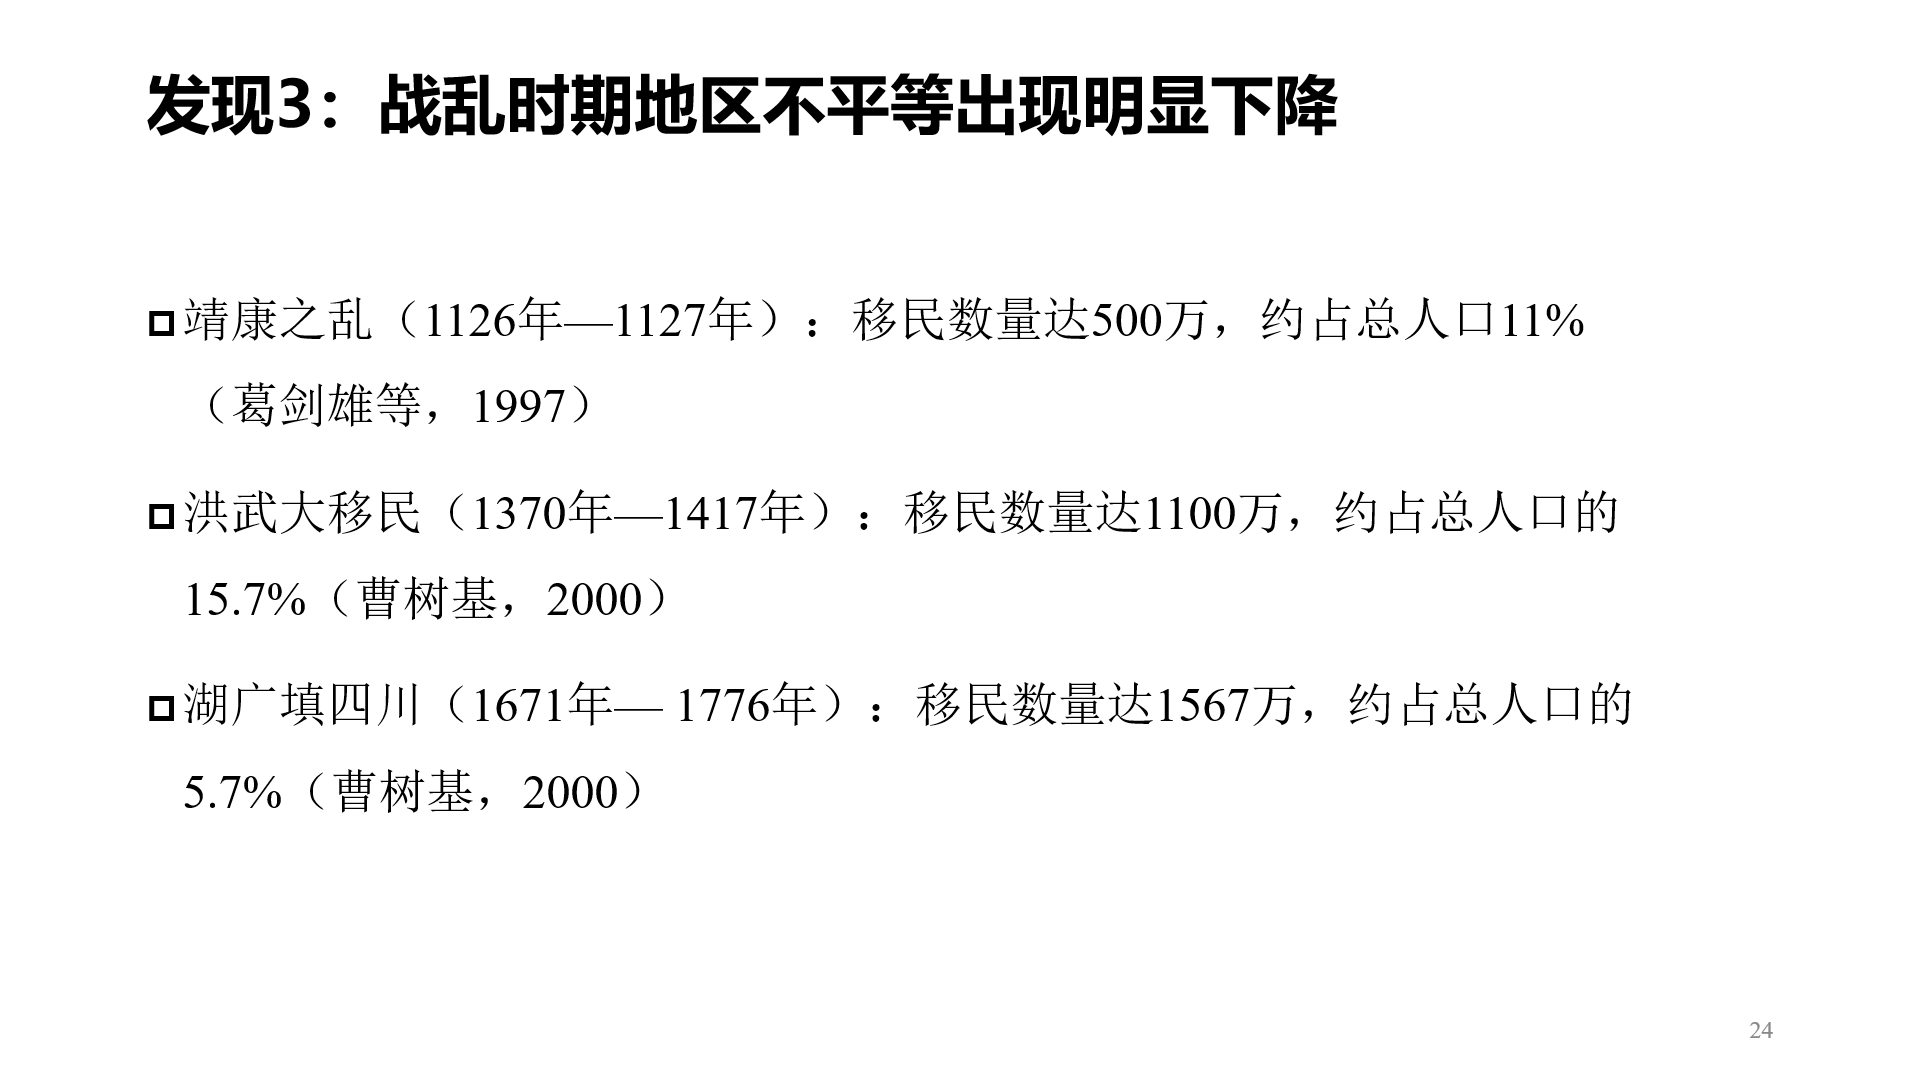 发现3：战乱时期地区不平等出现明显下降
靖康之乱（1126年—1127年）：移民数量达500万，约占总人口11%
（葛剑雄等，1997）
洪武大移民（1370年—1417年）：移民数量达1100万，约占总人口的
15.7%（曹树基，2000）
湖广填四川（1671年— 1776年）：移民数量达1567万，约占总人口的
5.7%（曹树基，2000）
24